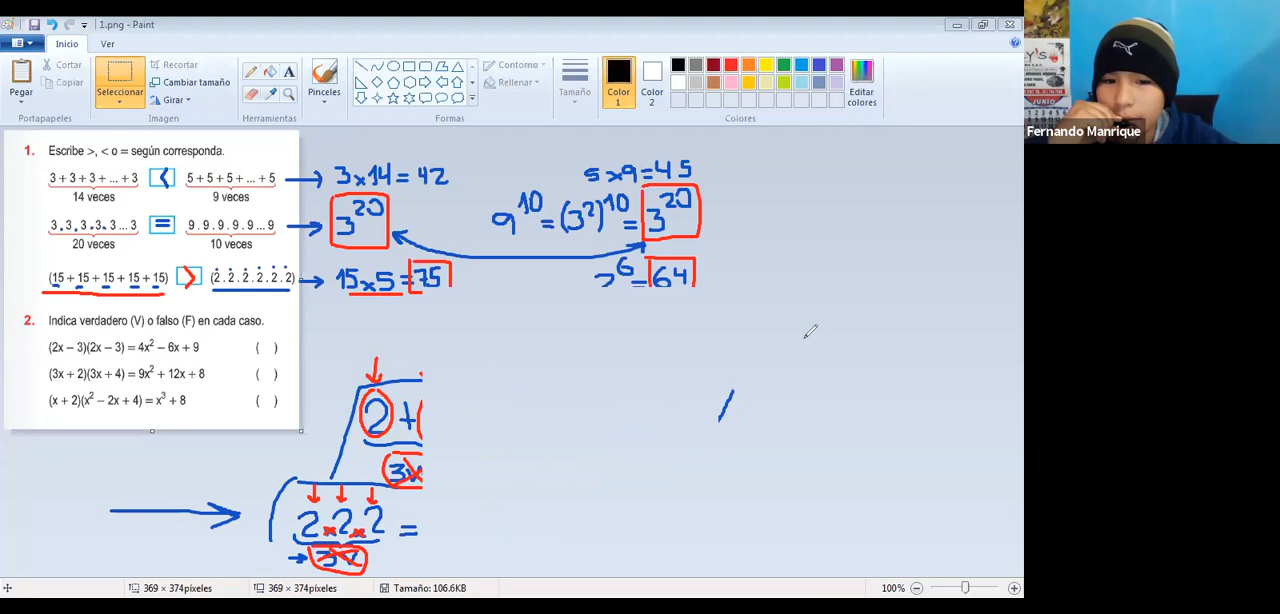 1.png - Paint
Inicio Ver
Pegar
Cortar
Copiar
Portapapeles
Seleccionar
Recortar
Cambiar tamaño
Girar
Imagen
A
Herramientas
Pinceles
Contorno
Rellenar
Formas
Tamaño
Color 1
Color 2
Editar colores
Colores
JUNIO
Fernando Manrique
1. Escribe >, < o = según corresponda.
3 + 3 + 3 + ... + 3 < 5 + 5 + 5 + ... + 5 → 3 x 14 = 42 5 x 9 = 45
14 veces 9 veces
3 . 3 . 3 . 3 . 3 ... 3 = 9 . 9 . 9 . 9 . 9 ... 9 → 3^20 9^10 = (3^2)^10 = 3^20
20 veces 10 veces
(15 + 15 + 15 + 15 + 15) > (2 . 2 . 2 . 2 . 2 . 2) → 15 x 5 = 75 2^6 = 64
2. Indica verdadero (V) o falso (F) en cada caso.
(2x – 3)(2x – 3) = 4x² – 6x + 9 ( )
(3x + 2)(3x + 4) = 9x² + 12x + 8 ( )
(x + 2)(x² – 2x + 4) = x³ + 8 ( )
2 +
2 x 2 x 2 =
369 × 374píxeles 369 × 374píxeles Tamaño: 106.6KB 100%